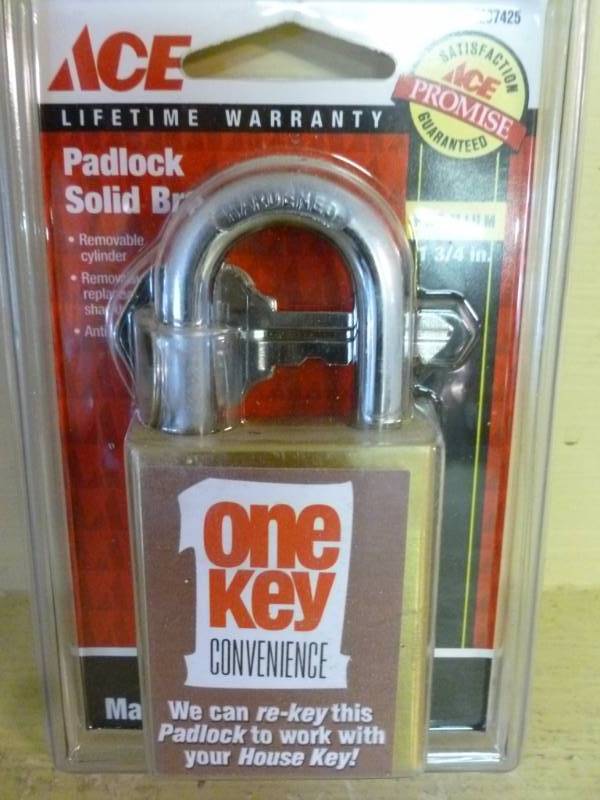 7425
ACE
LIFETIME WARRANTY
SATISFACTION
ACE
PROMISE
GUARANTEED
Padlock
Solid
• Removable
cylinder
HARDENED
1 3/4 in.
one
key
CONVENIENCE
We can re-key this
Padlock to work with
your House Key!